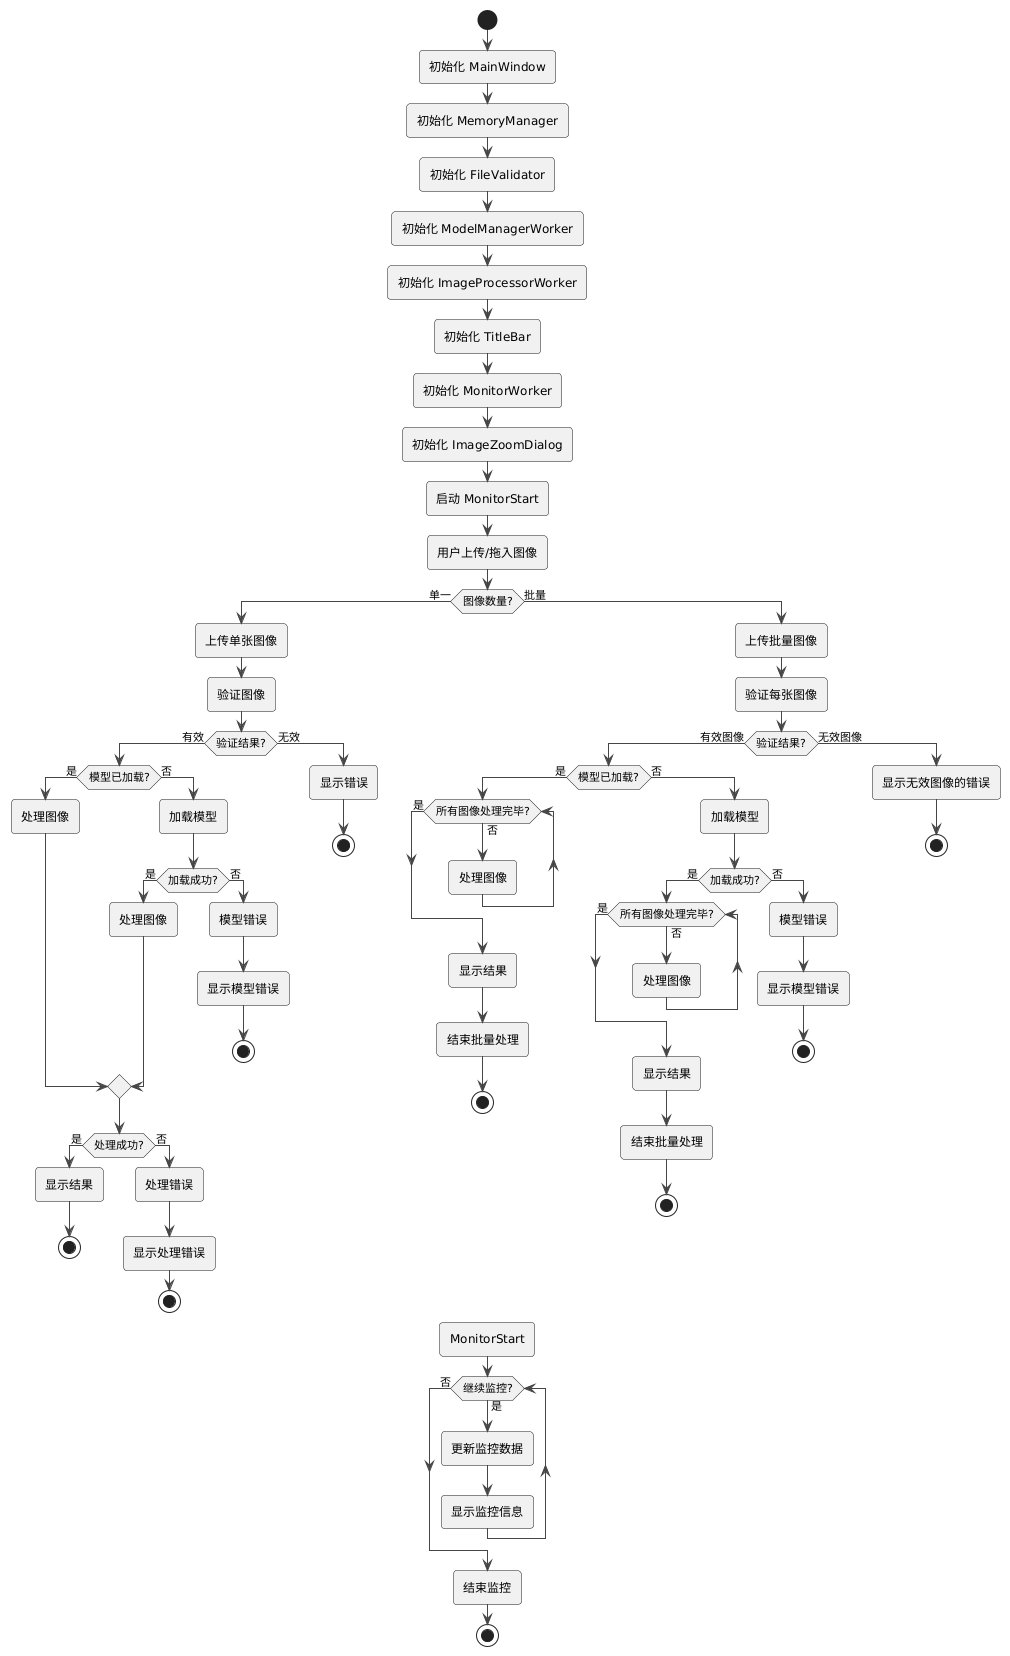 初始化 MainWindow
初始化 MemoryManager
初始化 FileValidator
初始化 ModelManagerWorker
初始化 ImageProcessorWorker
初始化 TitleBar
初始化 MonitorWorker
初始化 ImageZoomDialog
启动 MonitorStart
用户上传/拖入图像
单一
图像数量?
批量
上传单张图像
验证图像
有效
验证结果?
无效
是
模型已加载?
否
显示错误
处理图像
加载模型
是
加载成功?
否
处理图像
模型错误
显示模型错误
是
处理成功?
否
显示结果
处理错误
显示处理错误
上传批量图像
验证每张图像
有效图像
验证结果?
无效图像
是
模型已加载?
否
显示无效图像的错误
是
所有图像处理完毕?
否
处理图像
显示结果
结束批量处理
加载模型
是
加载成功?
否
是
所有图像处理完毕?
否
处理图像
显示结果
结束批量处理
模型错误
显示模型错误
MonitorStart
否
继续监控?
是
更新监控数据
显示监控信息
结束监控